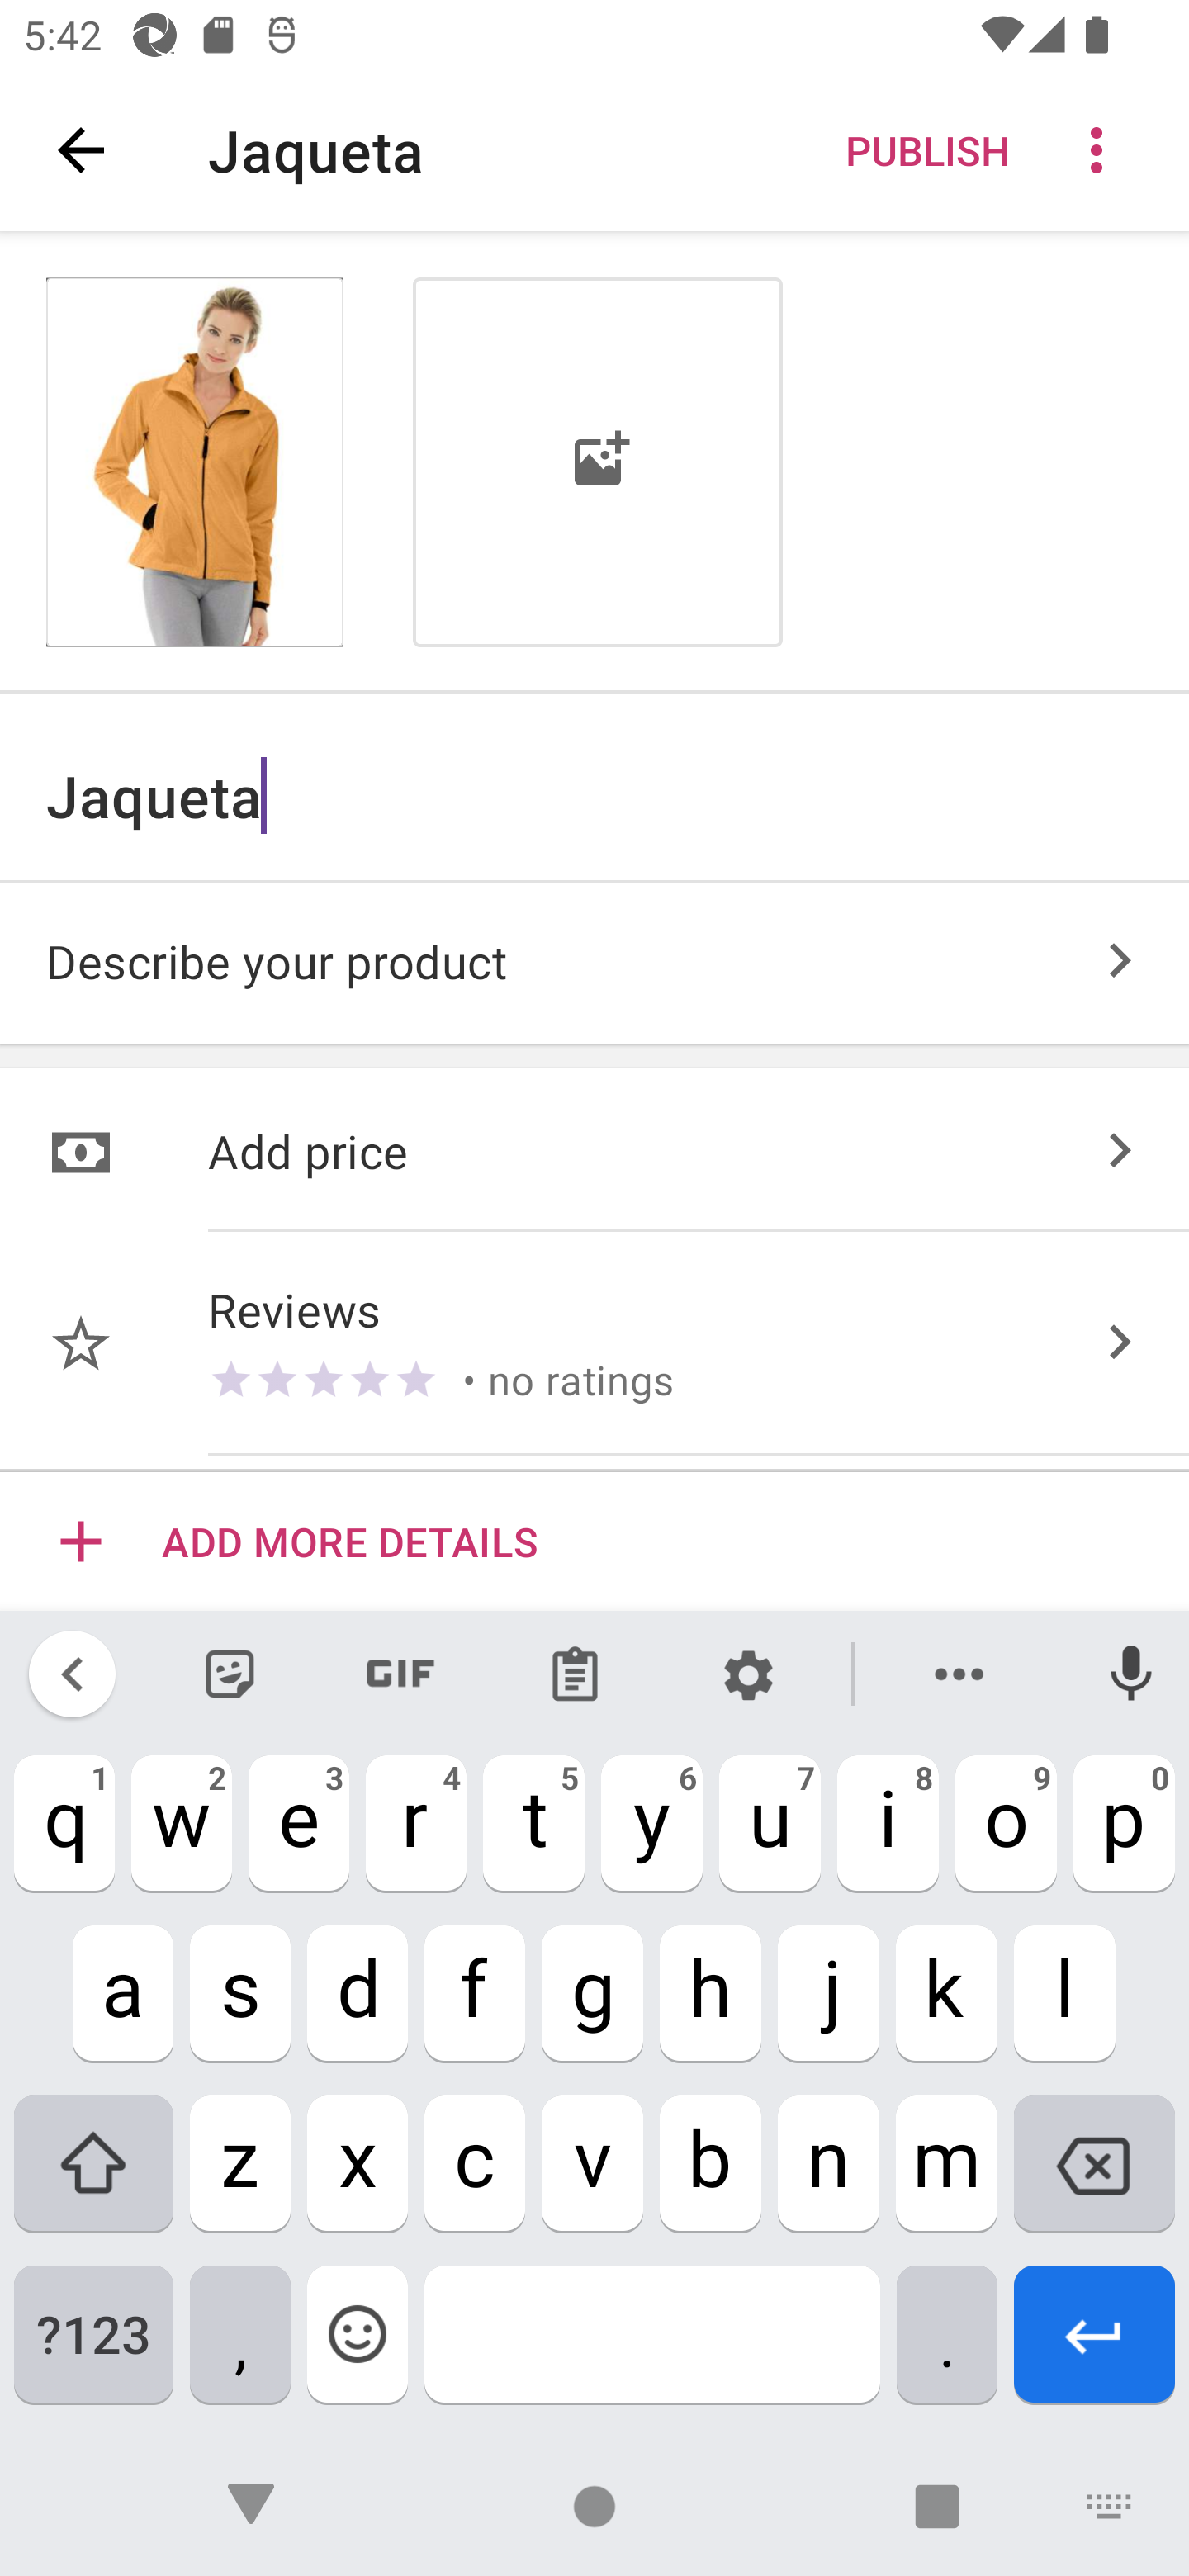 5:42
Jaqueta
PUBLISH
Jaqueta
Describe your product
Add price
Reviews
• no ratings
ADD MORE DETAILS
GIF
1 2 3 4 5 6 7 8 9 0
q w e r t y u i o p
a s d f g h j k l
z x c v b n m
?123 , .